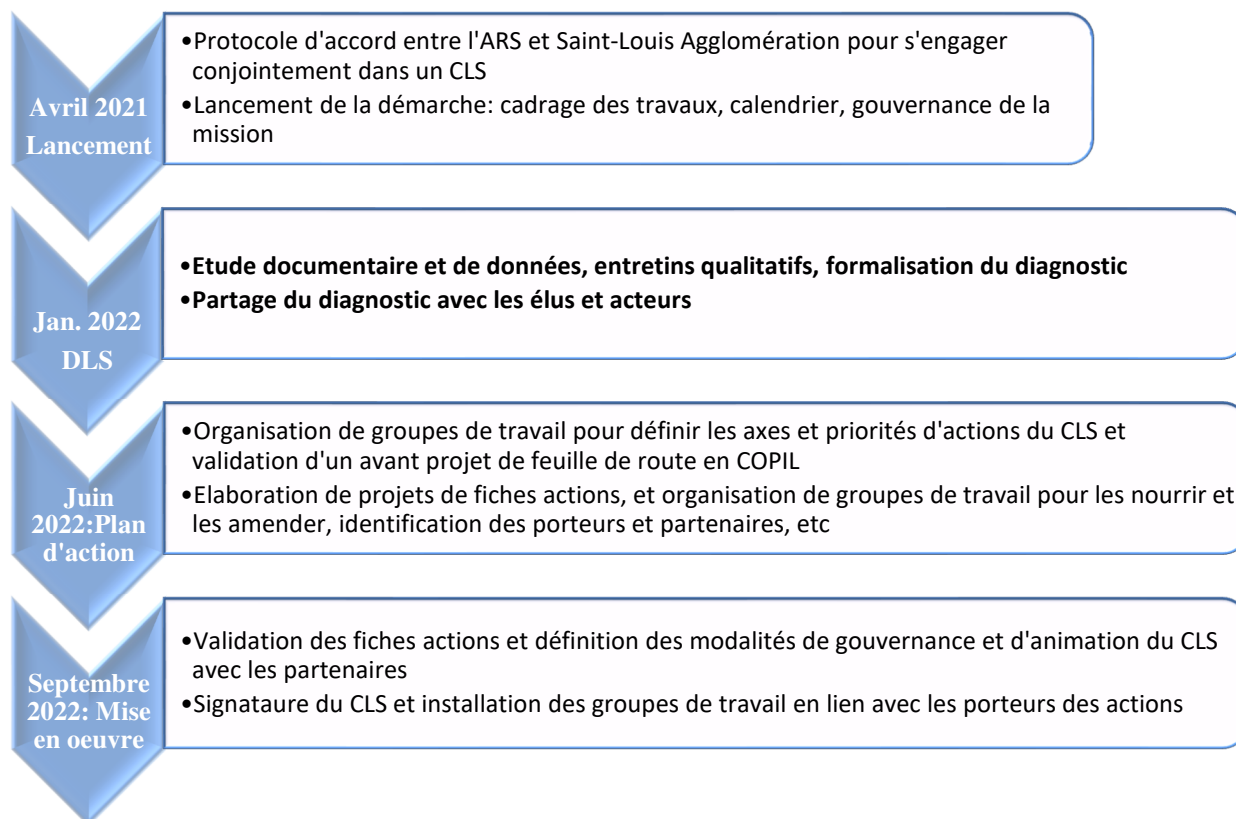 Avril 2021
Lancement
•Protocole d'accord entre l'ARS et Saint-Louis Agglomération pour s'engager
conjointement dans un CLS
•Lancement de la démarche: cadrage des travaux, calendrier, gouvernance de la
mission
Jan. 2022
DLS
•Etude documentaire et de données, entretins qualitatifs, formalisation du diagnostic
•Partage du diagnostic avec les élus et acteurs
Juin
2022:Plan
d'action
•Organisation de groupes de travail pour définir les axes et priorités d'actions du CLS et
validation d'un avant projet de feuille de route en COPIL
•Elaboration de projets de fiches actions, et organisation de groupes de travail pour les nourrir et
les amender, identification des porteurs et partenaires, etc
Septembre
2022: Mise
en oeuvre
•Validation des fiches actions et définition des modalités de gouvernance et d'animation du CLS
avec les partenaires
•Signataure du CLS et installation des groupes de travail en lien avec les porteurs des actions